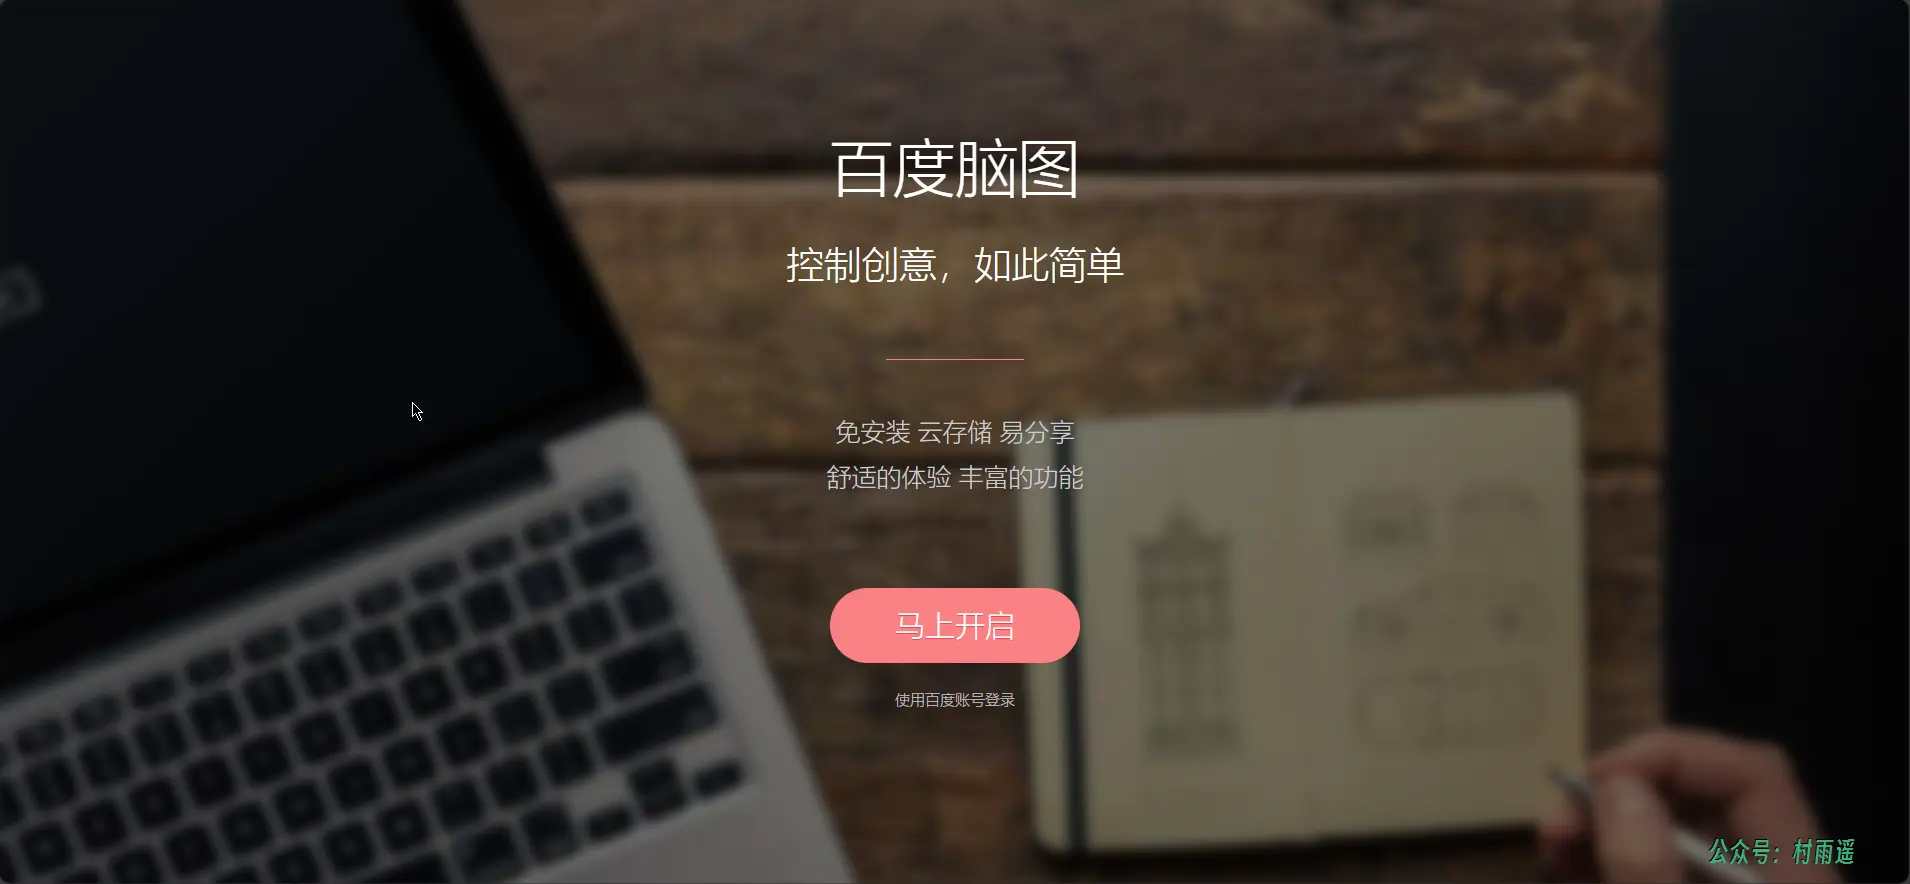 百度脑图
控制创意，如此简单
免安装 云存储 易分享
舒适的体验 丰富的功能
马上开启
使用百度账号登录
公众号：村雨遥